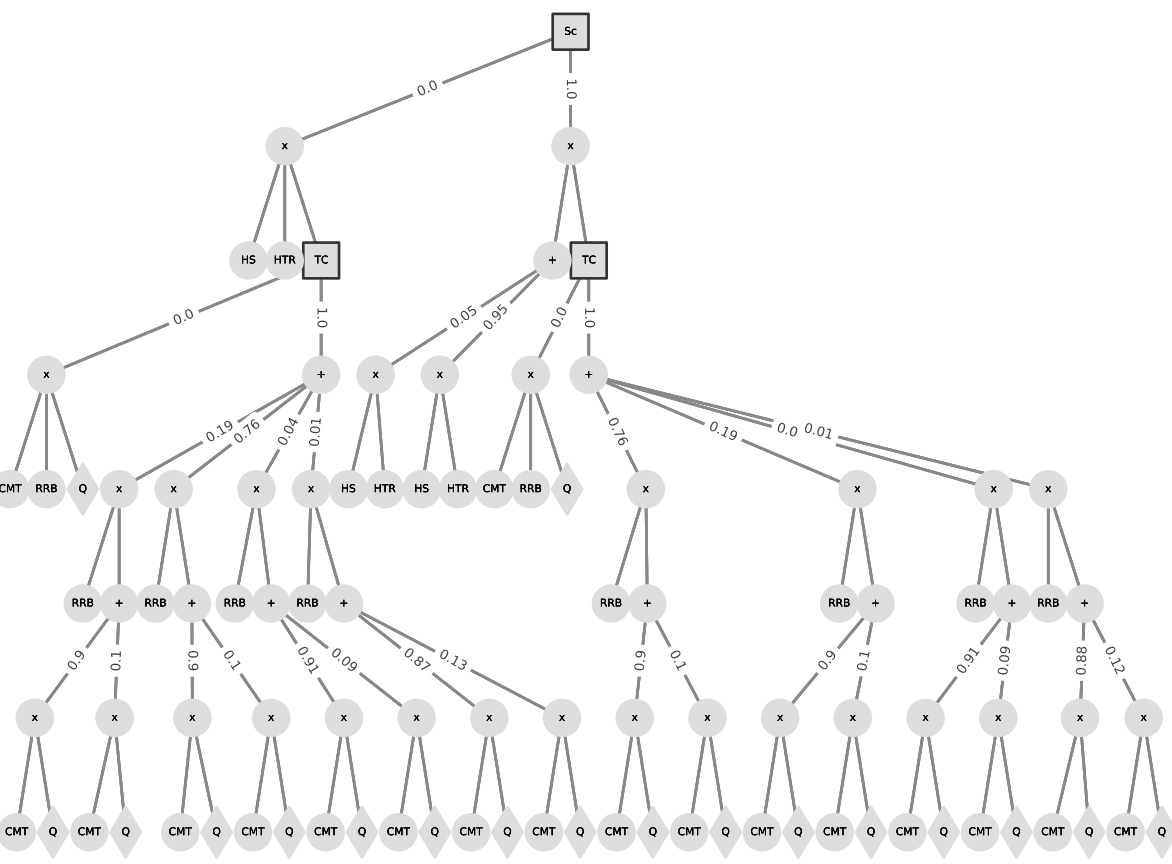 Sc
0.0 1.0
x x
HS HTR TC + TC
0.0 1.0 0.05 0.95 0.0 1.0
x + x x x +
0.19 0.76 0.04 0.01 0.76 0.19 0.0 0.01
CMT RRB Q x x x x HS HTR HS HTR CMT RRB Q x x x x
RRB + RRB + RRB + RRB + RRB + RRB + RRB + RRB +
0.9 0.1 0.9 0.1 0.91 0.09 0.87 0.13 0.9 0.1 0.9 0.1 0.91 0.09 0.88 0.12
x x x x x x x x x x x x x x x x
CMT Q CMT Q CMT Q CMT Q CMT Q CMT Q CMT Q CMT Q CMT Q CMT Q CMT Q CMT Q CMT Q CMT Q CMT Q CMT Q